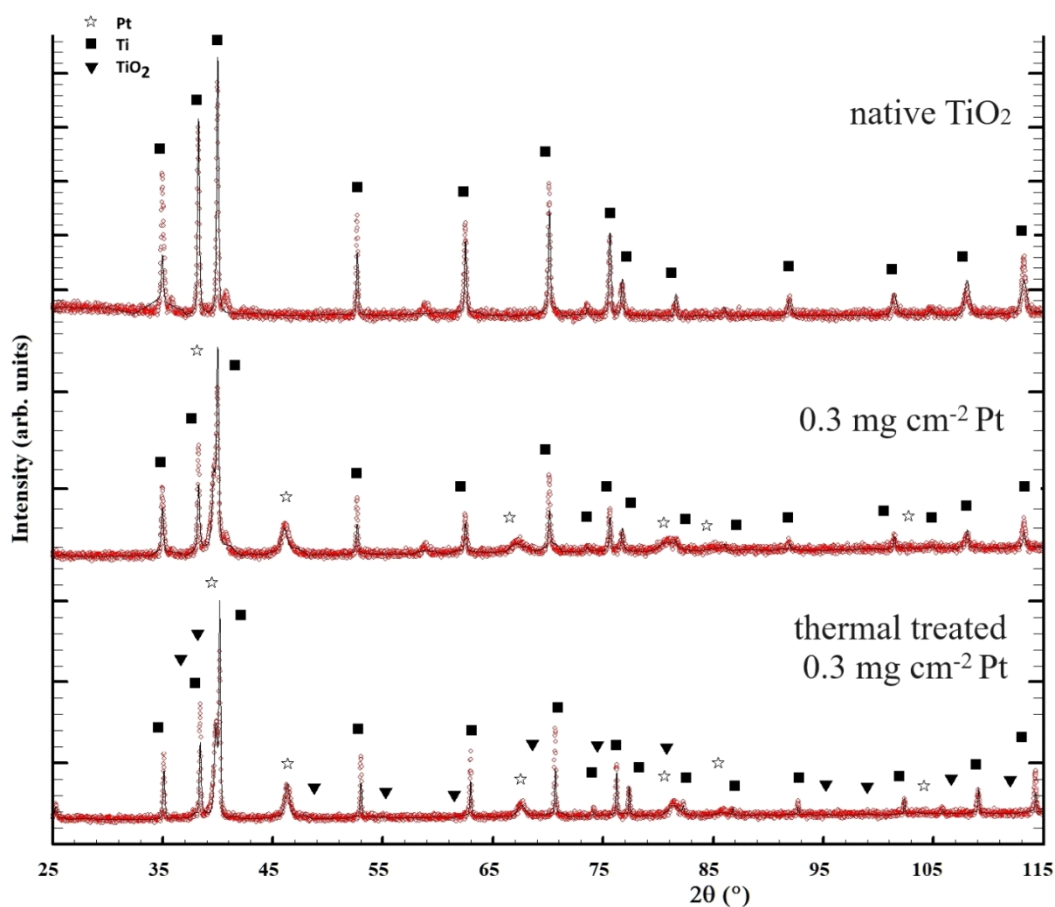 Pt
Ti
TiO₂
native TiO₂
0.3 mg cm⁻² Pt
thermal treated
0.3 mg cm⁻² Pt
Intensity (arb. units)
25 35 45 55 65 75 85 95 105 115
2θ (°)